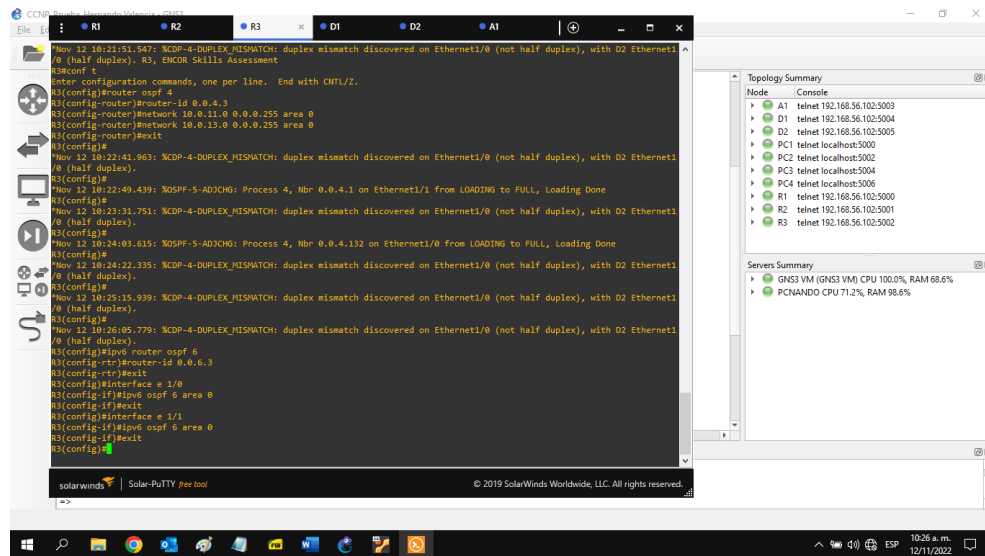 CCNP Prueba Hernando Valencia - GNS3
File
R1
R2
R3
D1
D2
A1
*Nov 12 10:21:51.547: %CDP-4-DUPLEX_MISMATCH: duplex mismatch discovered on Ethernet1/0 (not half duplex), with D2 Ethernet1
/0 (half duplex). R3, ENCOR Skills Assessment
R3#conf t
Enter configuration commands, one per line.  End with CNTL/Z.
R3(config)#router ospf 4
R3(config-router)#router-id 0.0.4.3
R3(config-router)#network 10.0.11.0 0.0.0.255 area 0
R3(config-router)#network 10.0.13.0 0.0.0.255 area 0
R3(config-router)#exit
R3(config)#
*Nov 12 10:22:41.963: %CDP-4-DUPLEX_MISMATCH: duplex mismatch discovered on Ethernet1/0 (not half duplex), with D2 Ethernet1
/0 (half duplex).
R3(config)#
*Nov 12 10:22:49.439: %OSPF-5-ADJCHG: Process 4, Nbr 0.0.4.1 on Ethernet1/1 from LOADING to FULL, Loading Done
R3(config)#
*Nov 12 10:23:31.751: %CDP-4-DUPLEX_MISMATCH: duplex mismatch discovered on Ethernet1/0 (not half duplex), with D2 Ethernet1
/0 (half duplex).
R3(config)#
*Nov 12 10:24:03.615: %OSPF-5-ADJCHG: Process 4, Nbr 0.0.4.132 on Ethernet1/0 from LOADING to FULL, Loading Done
R3(config)#
*Nov 12 10:24:22.335: %CDP-4-DUPLEX_MISMATCH: duplex mismatch discovered on Ethernet1/0 (not half duplex), with D2 Ethernet1
/0 (half duplex).
R3(config)#
*Nov 12 10:25:15.939: %CDP-4-DUPLEX_MISMATCH: duplex mismatch discovered on Ethernet1/0 (not half duplex), with D2 Ethernet1
/0 (half duplex).
R3(config)#
*Nov 12 10:26:05.779: %CDP-4-DUPLEX_MISMATCH: duplex mismatch discovered on Ethernet1/0 (not half duplex), with D2 Ethernet1
/0 (half duplex).
R3(config)#ipv6 router ospf 6
R3(config-rtr)#router-id 0.0.6.3
R3(config-rtr)#exit
R3(config)#interface e 1/0
R3(config-if)#ipv6 ospf 6 area 0
R3(config-if)#exit
R3(config)#interface e 1/1
R3(config-if)#ipv6 ospf 6 area 0
R3(config-if)#exit
R3(config)#
solarwinds
Solar-PuTTY free tool
© 2019 SolarWinds Worldwide, LLC. All rights reserved.
=>
Topology Summary
Node Console
A1 telnet 192.168.56.102:5003
D1 telnet 192.168.56.102:5004
D2 telnet 192.168.56.102:5005
PC1 telnet localhost:5000
PC2 telnet localhost:5002
PC3 telnet localhost:5004
PC4 telnet localhost:5006
R1 telnet 192.168.56.102:5000
R2 telnet 192.168.56.102:5001
R3 telnet 192.168.56.102:5002
Servers Summary
GNS3 VM (GNS3 VM) CPU 100.0%, RAM 68.6%
PCNANDO CPU 71.2%, RAM 98.6%
ESP
10:26 a. m.
12/11/2022